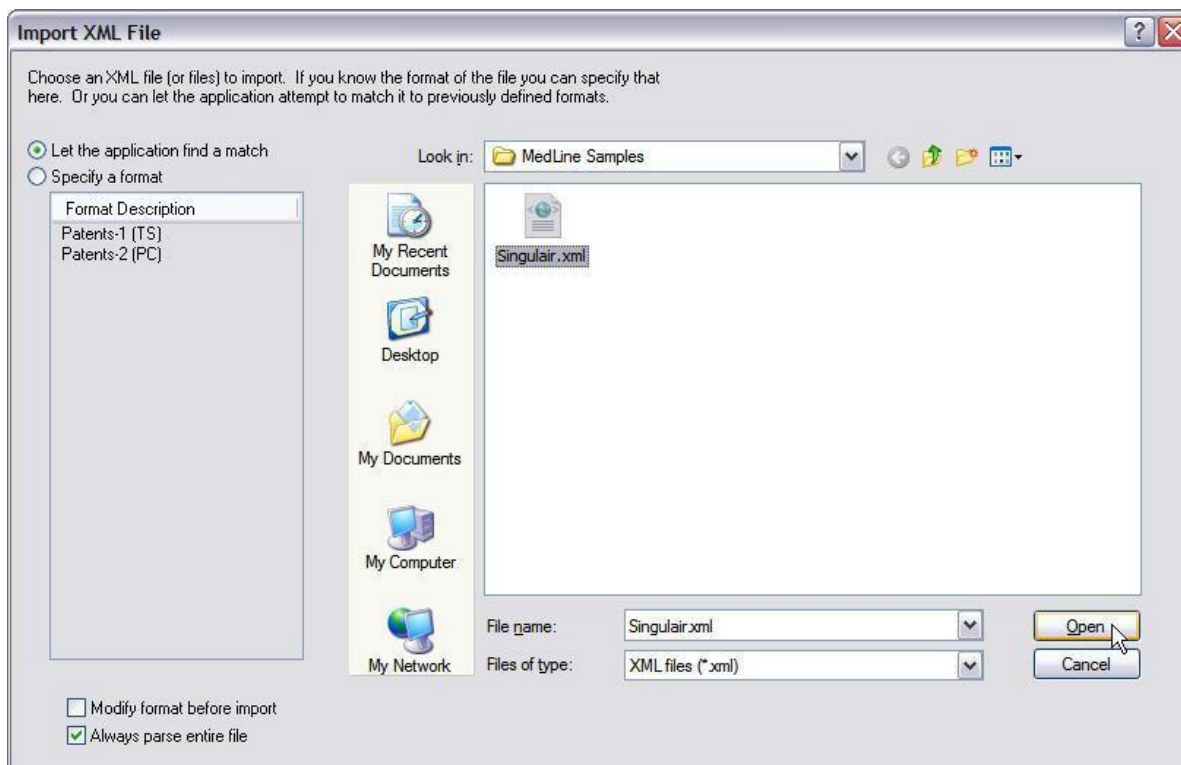 Import XML File
Choose an XML file (or files) to import. If you know the format of the file you can specify that
here. Or you can let the application attempt to match it to previously defined formats.
Let the application find a match
Specify a format
Format Description
Patents-1 (TS)
Patents-2 (PC)
Look in:
MedLine Samples
My Recent
Documents
Desktop
My Documents
My Computer
My Network
Singulair.xml
File name:
Singulair.xml
Open
Files of type:
XML files (*.xml)
Cancel
Modify format before import
Always parse entire file